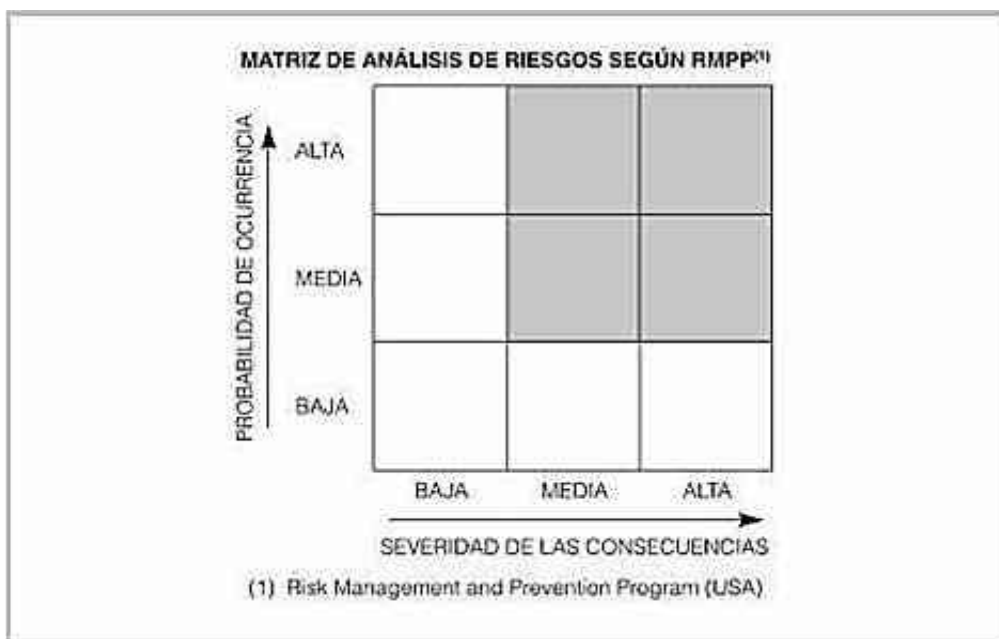 MATRIZ DE ANÁLISIS DE RIESGOS SEGÚN RMPP(1)
PROBABILIDAD DE OCURRENCIA
ALTA
MEDIA
BAJA
BAJA MEDIA ALTA
SEVERIDAD DE LAS CONSECUENCIAS
(1) Risk Management and Prevention Program (USA)